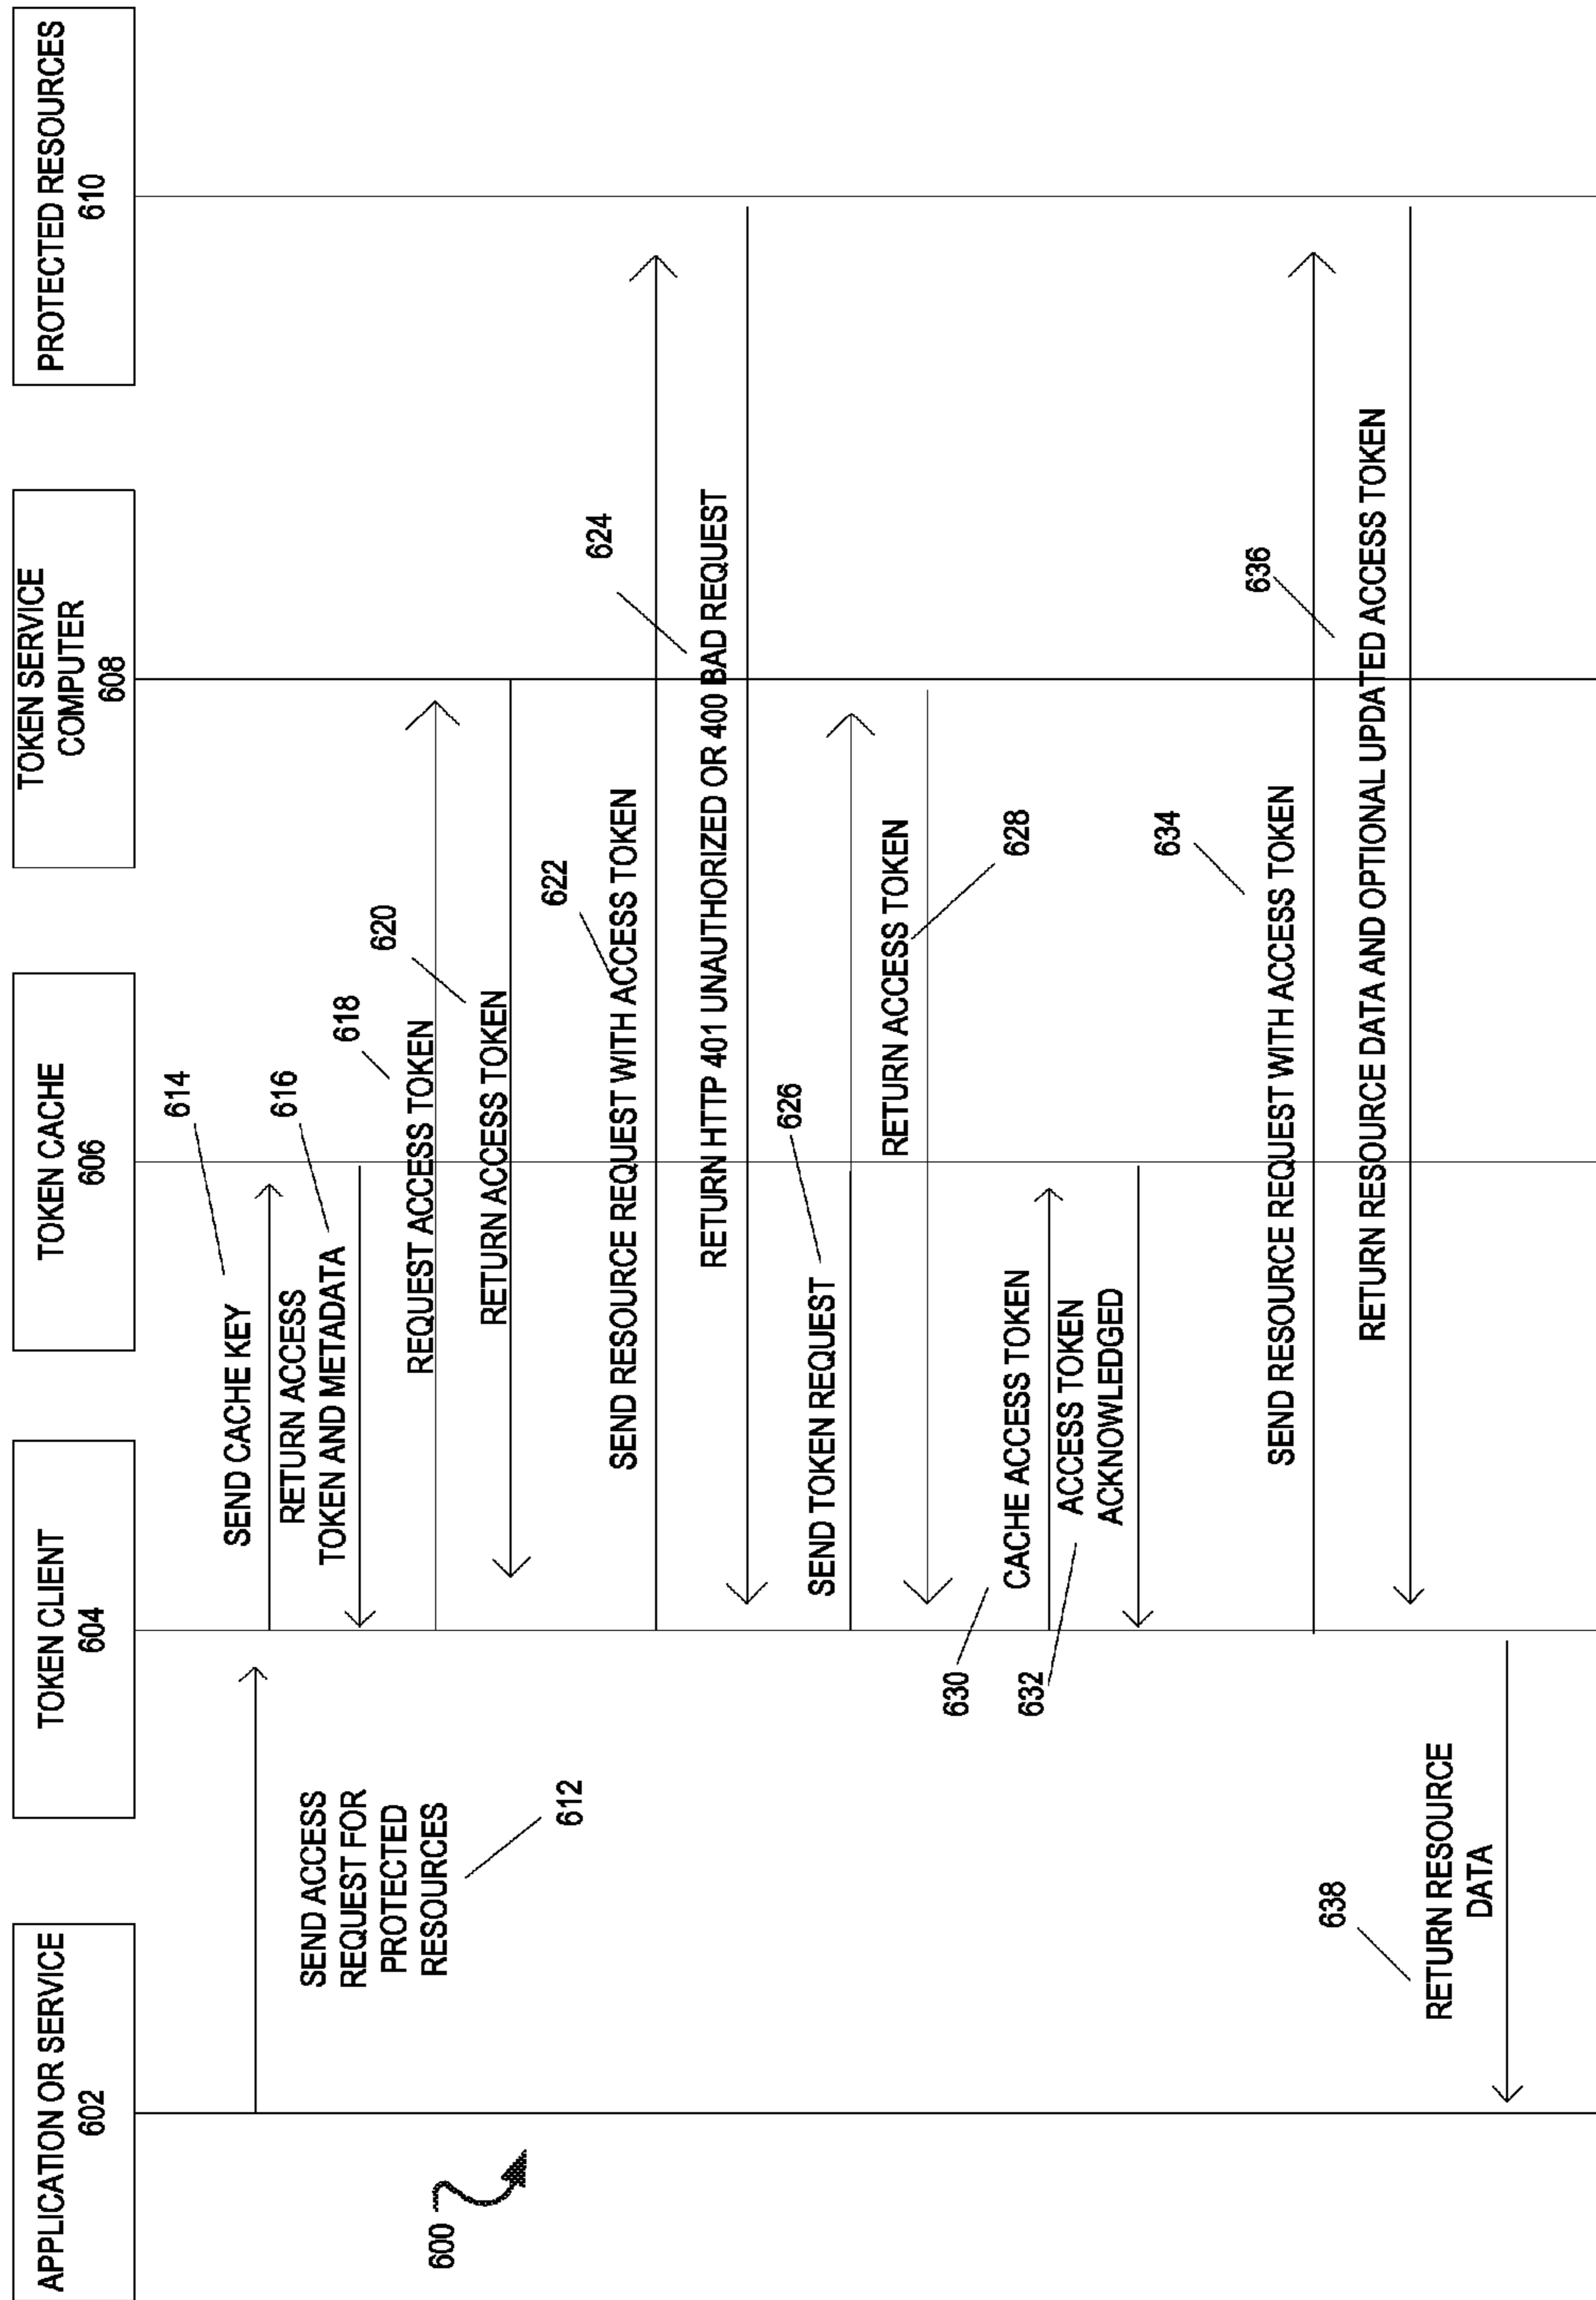 APPLICATION OR SERVICE
602
TOKEN CLIENT
604
TOKEN CACHE
606
TOKEN SERVICE
COMPUTER
608
PROTECTED RESOURCES
610
600
SEND ACCESS
REQUEST FOR
PROTECTED
RESOURCES
612
SEND CACHE KEY
614
RETURN ACCESS
TOKEN AND METADATA
616
REQUEST ACCESS TOKEN
618
RETURN ACCESS TOKEN
620
SEND RESOURCE REQUEST WITH ACCESS TOKEN
622
RETURN HTTP 401 UNAUTHORIZED OR 400 BAD REQUEST
624
SEND TOKEN REQUEST
626
RETURN ACCESS TOKEN
628
CACHE ACCESS TOKEN
630
ACCESS TOKEN
ACKNOWLEDGED
632
SEND RESOURCE REQUEST WITH ACCESS TOKEN
634
RETURN RESOURCE DATA AND OPTIONAL UPDATED ACCESS TOKEN
636
RETURN RESOURCE
DATA
638